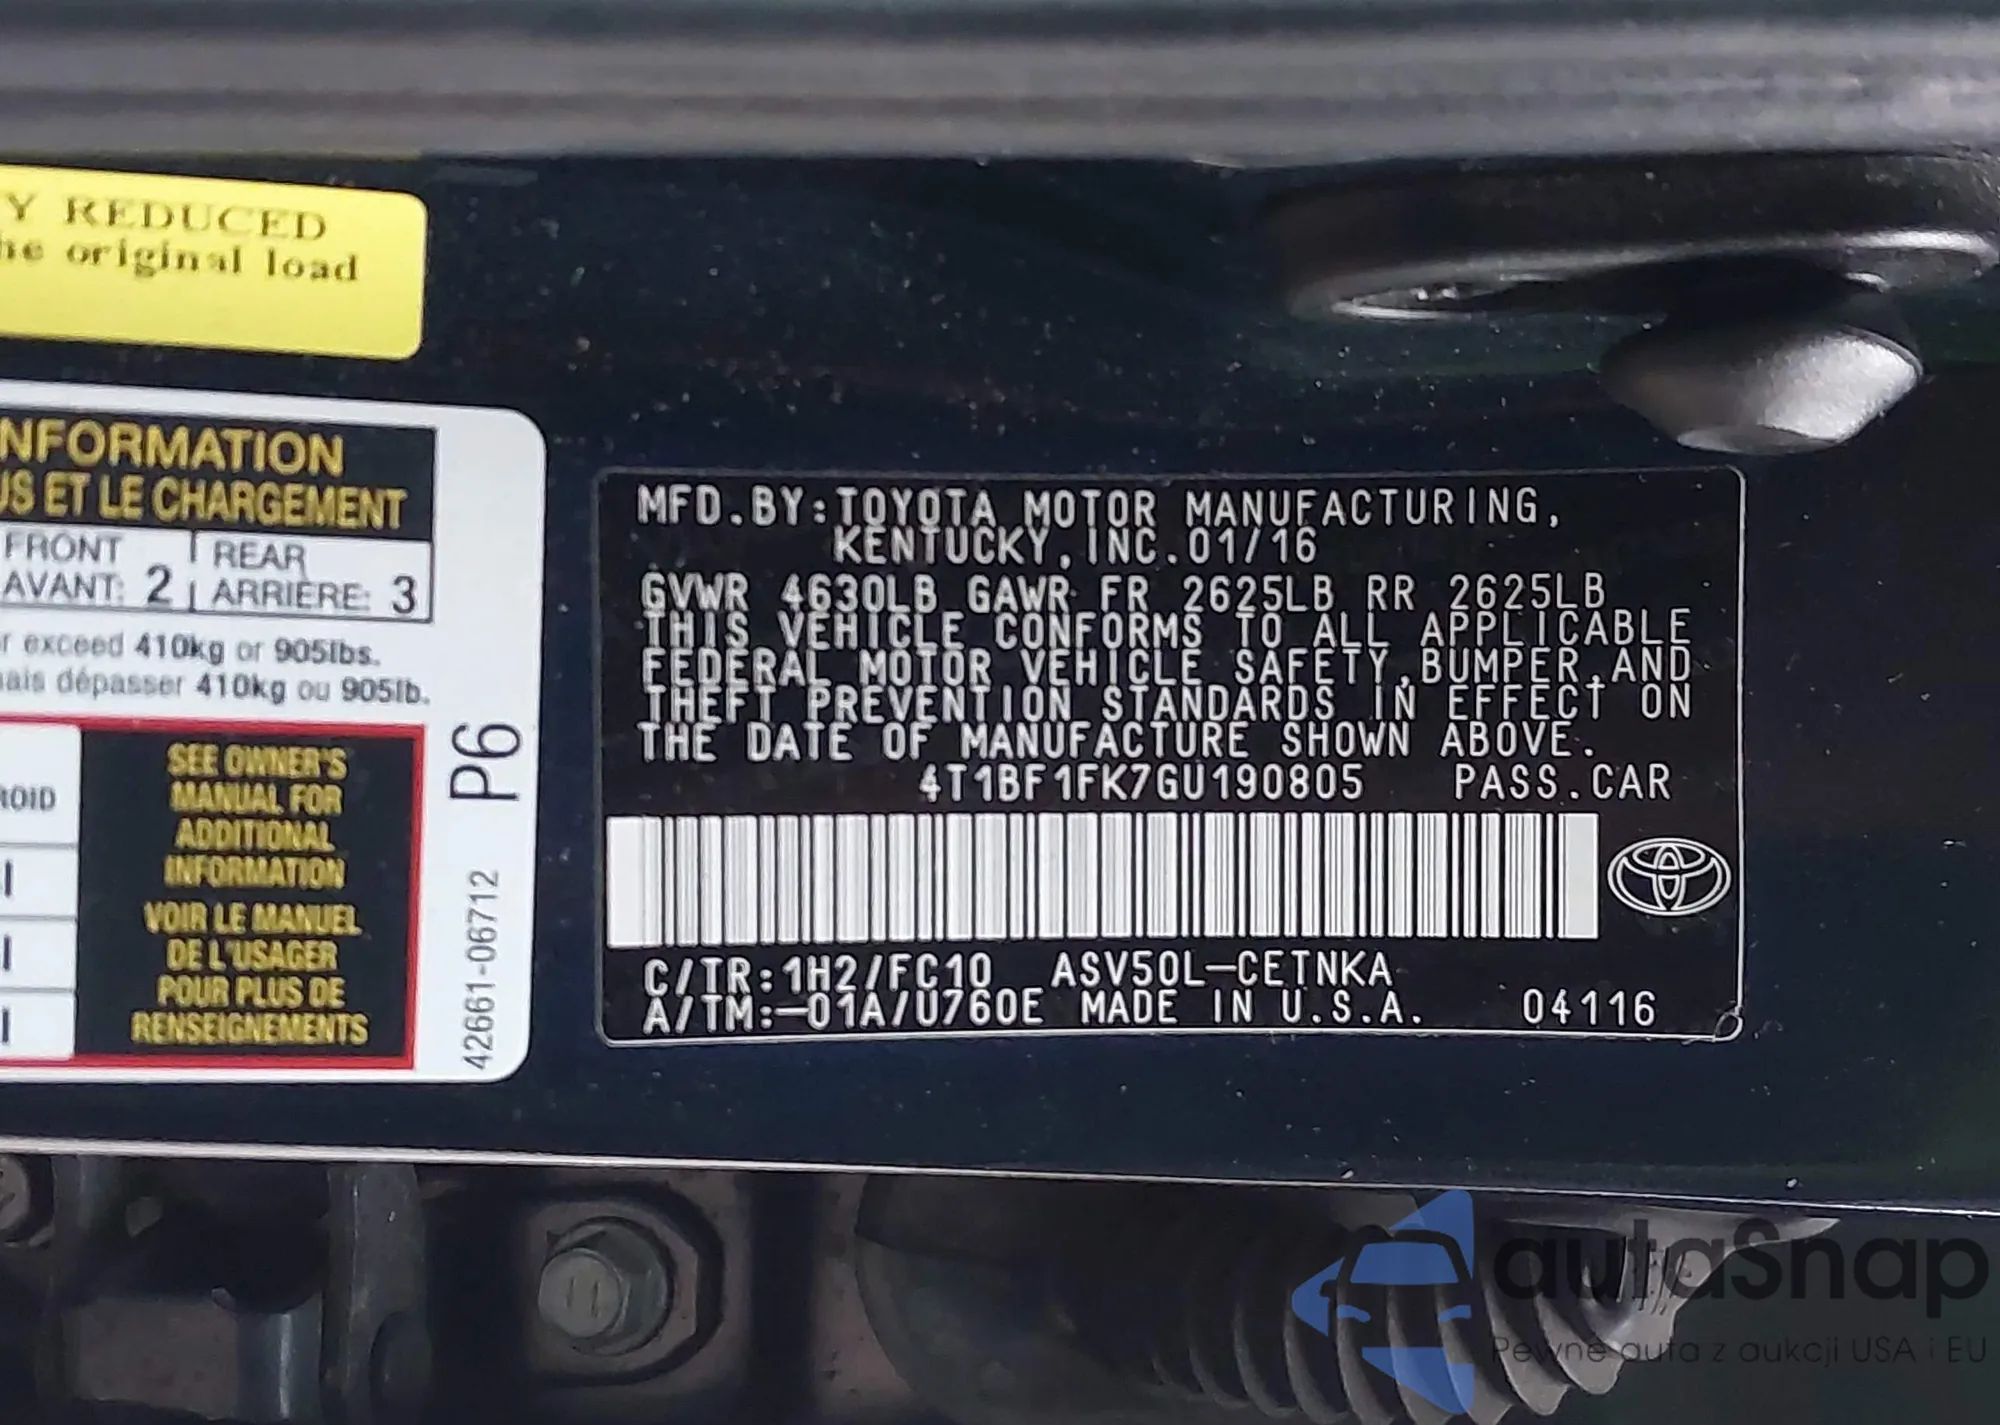 Y REDUCED
he original load
NFORMATION
US ET LE CHARGEMENT
FRONT
AVANT: 2
REAR
ARRIÈRE: 3
r exceed 410kg or 905lbs.
ais dépasser 410kg ou 905lb.
ROID
SEE OWNER'S
MANUAL FOR
ADDITIONAL
INFORMATION
VOIR LE MANUEL
DE L'USAGER
POUR PLUS DE
RENSEIGNEMENTS
42661-06712 P6
MFD.BY:TOYOTA MOTOR MANUFACTURING,
KENTUCKY,INC.01/16
GVWR 4630LB GAWR FR 2625LB RR 2625LB
THIS VEHICLE CONFORMS TO ALL APPLICABLE
FEDERAL MOTOR VEHICLE SAFETY,BUMPER,AND
THEFT PREVENTION STANDARDS IN EFFECT ON
THE DATE OF MANUFACTURE SHOWN ABOVE.
4T1BF1FK7GU190805 PASS.CAR
C/TR:1H2/FC10 ASV50L-CETNKA
A/TM:-01A/U760E MADE IN U.S.A. 04116
autaSnap
Pewne auta z aukcji USA i EU